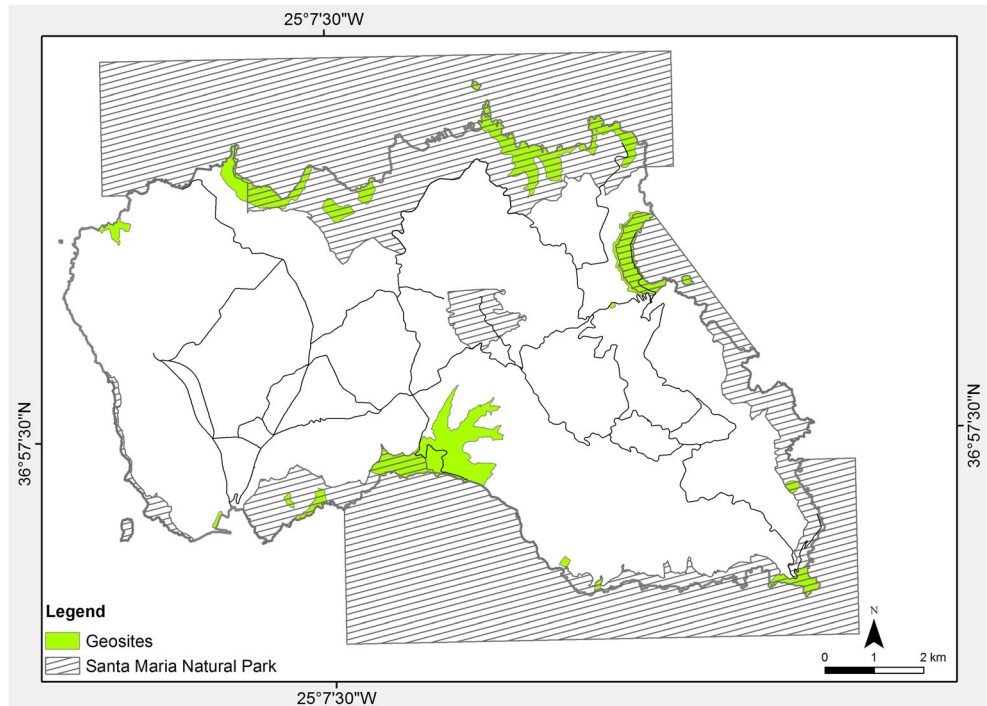 25°7'30"W
36°57'30"N
36°57'30"N
Legend
Geosites
Santa Maria Natural Park
N
0 1 2 km
25°7'30"W